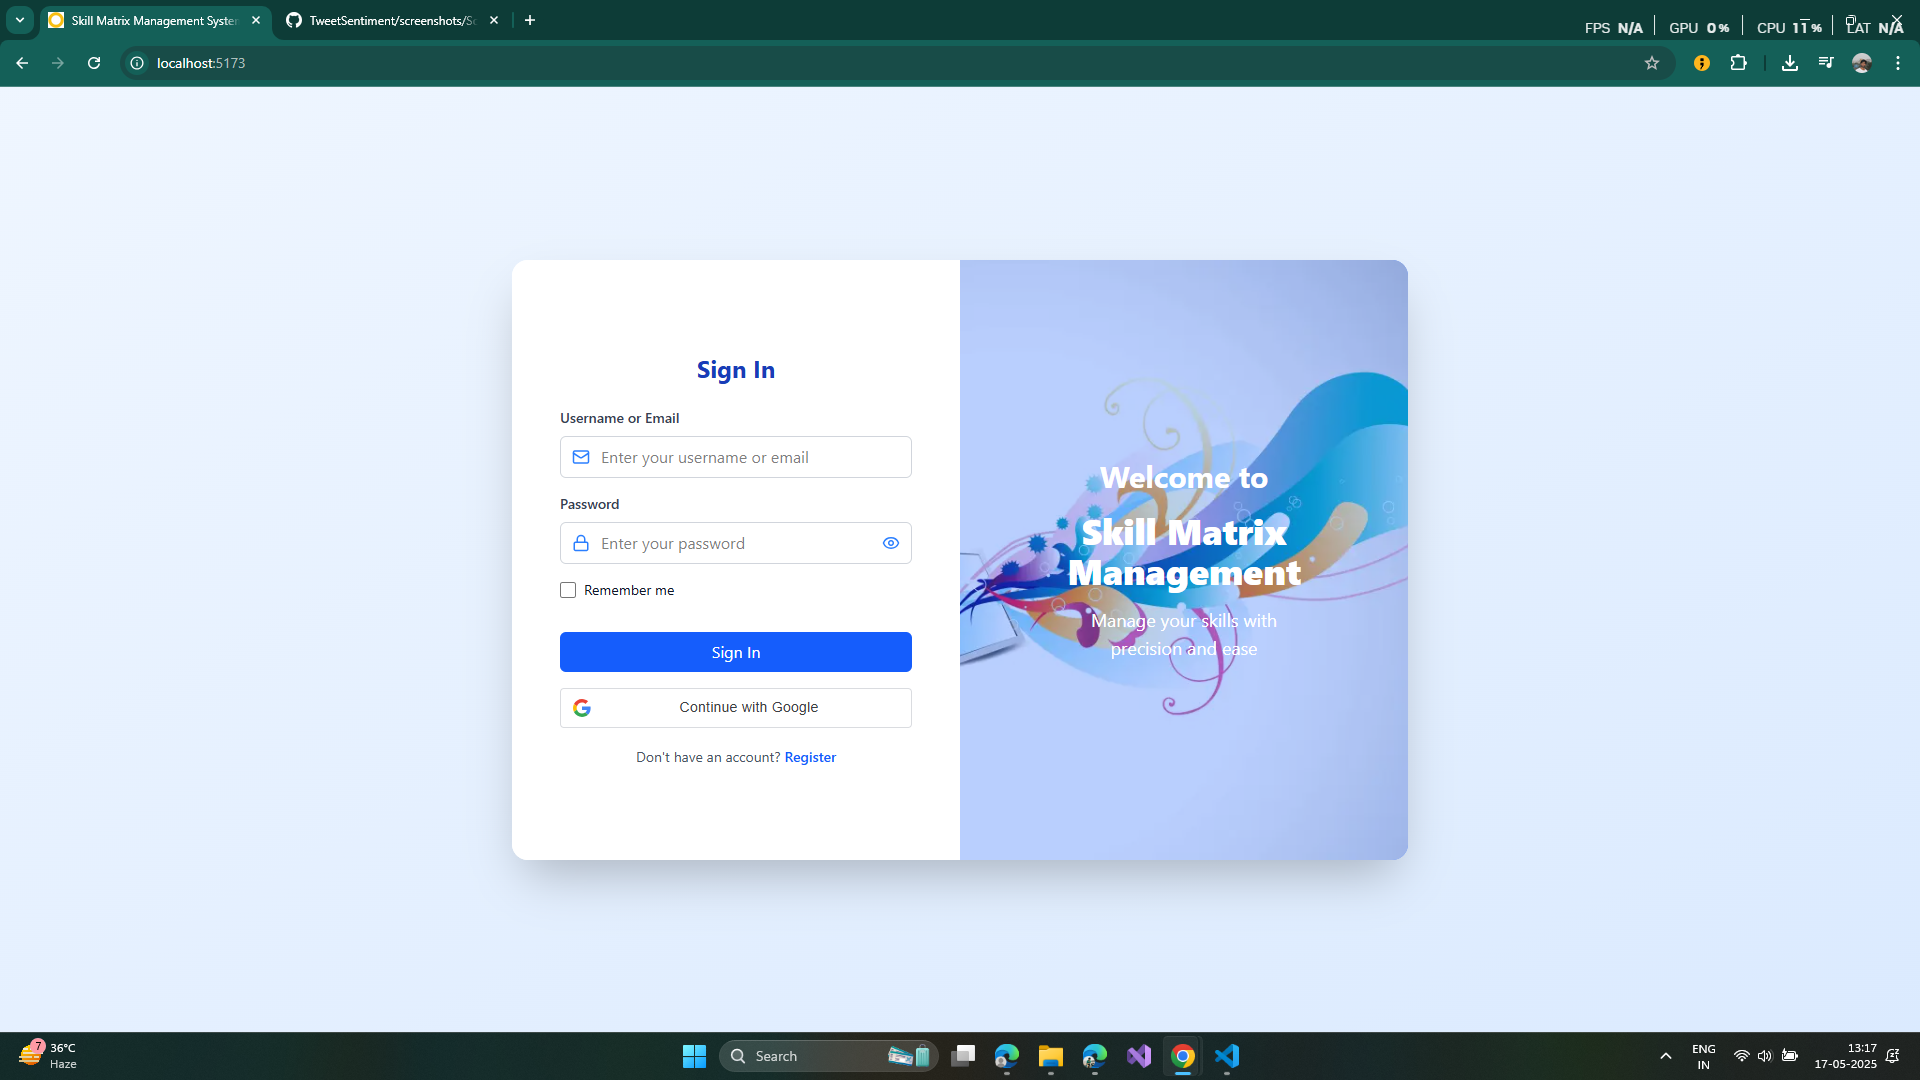 Skill Matrix Management System
TweetSentiment/screenshots/Sc
FPS N/A GPU 0% CPU 11% LAT N/A
localhost:5173
Sign In
Username or Email
Enter your username or email
Password
Enter your password
Remember me
Sign In
Continue with Google
Don't have an account? Register
Welcome to
Skill Matrix
Management
Manage your skills with
precision and ease
7
36°C
Haze
Search
ENG
IN
13:17
17-05-2025